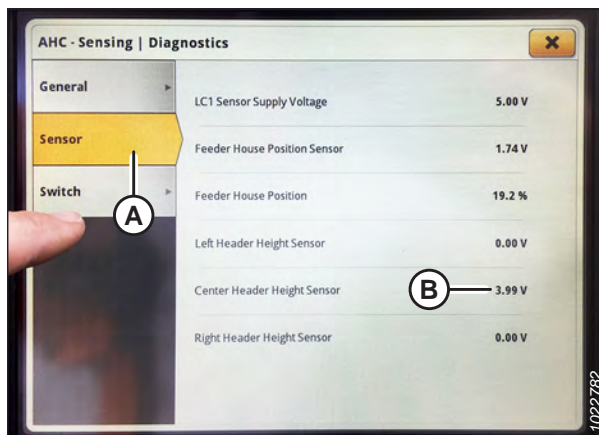 AHC - Sensing | Diagnostics
General
LC1 Sensor Supply Voltage 5.00 V
Sensor
Feeder House Position Sensor 1.74 V
Switch
Feeder House Position 19.2 %
A
Left Header Height Sensor 0.00 V
Center Header Height Sensor B 3.99 V
Right Header Height Sensor 0.00 V
1022782